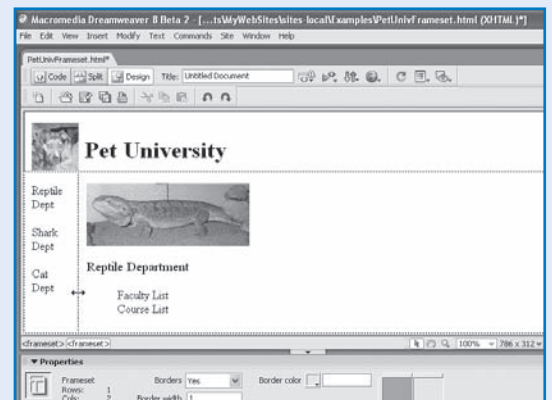 Macromedia Dreamweaver 8 Beta 2 - [...ts\MyWebSites\sites-local\Examples\PetUnivFrameset.html (XHTML)*]
File Edit View Insert Modify Text Commands Site Window Help
PetUnivFrameset.html*
Code Split Design Title: Untitled Document
Pet University
Reptile
Dept
Shark
Dept
Cat
Dept
Reptile Department
Faculty List
Course List
<frameset><frameset> 100% 786 x 312
Properties
Frameset Borders Yes Border color
Rows: 1
Cols: 2 Border width 1